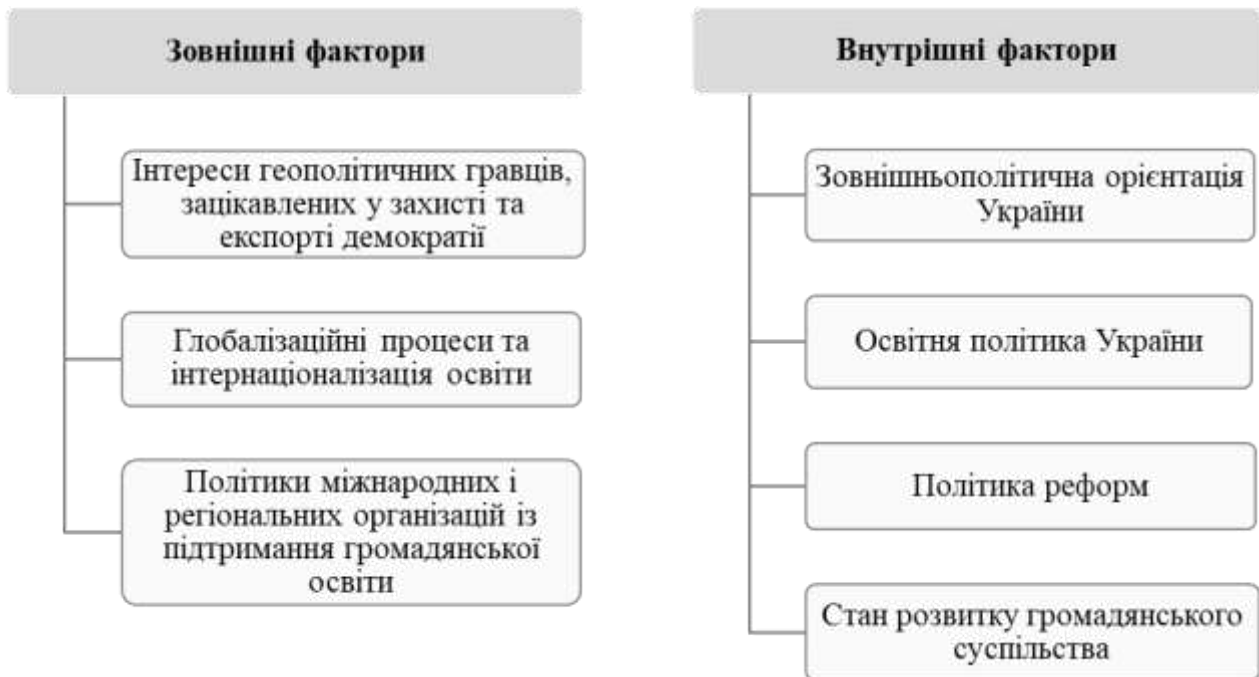 Зовнішні фактори
Інтереси геополітичних гравців,
зацікавлених у захисті та
експорті демократії
Глобалізаційні процеси та
інтернаціоналізація освіти
Політики міжнародних і
регіональних організацій із
підтримання громадянської
освіти
Внутрішні фактори
Зовнішньополітична орієнтація
України
Освітня політика України
Політика реформ
Стан розвитку громадянського
суспільства